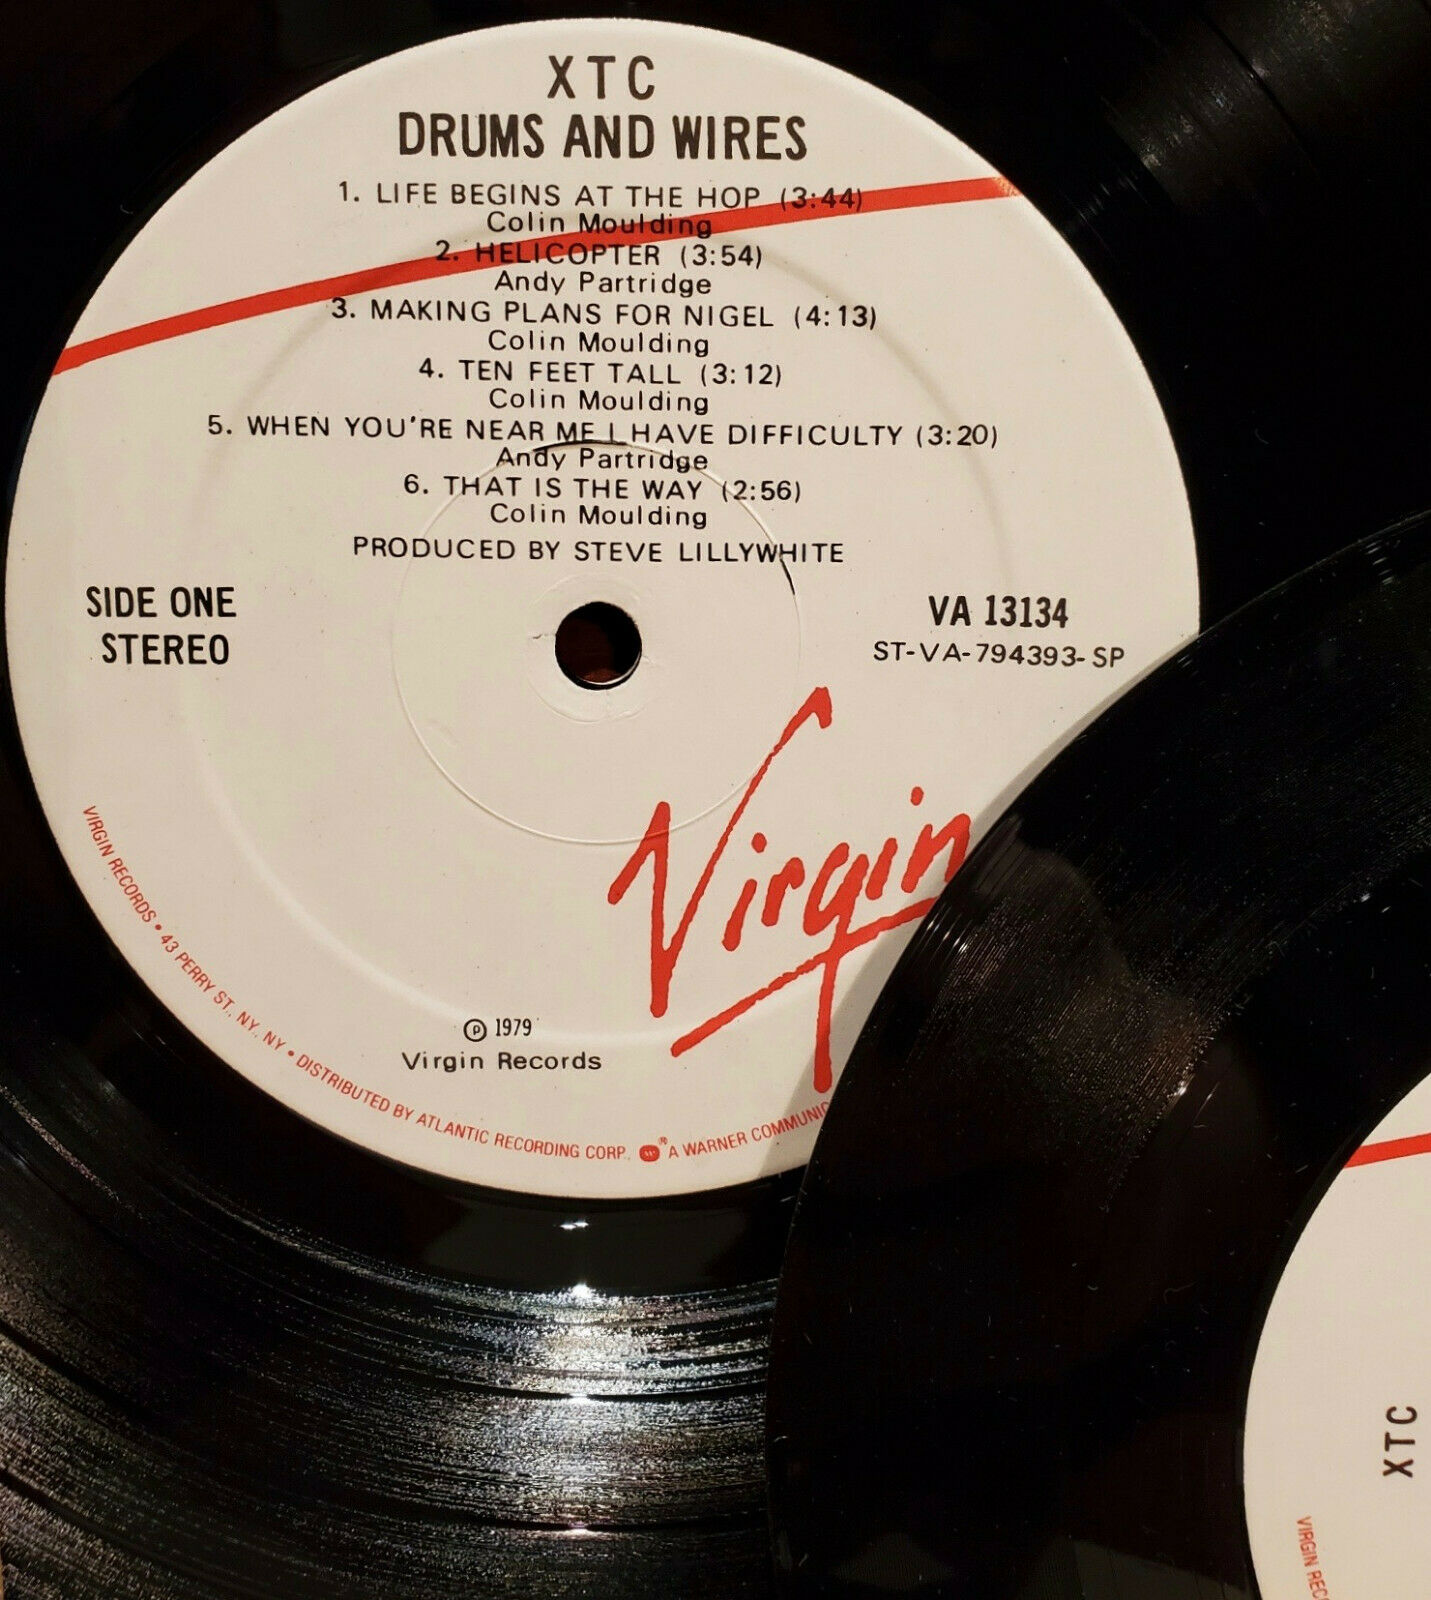 XTC
DRUMS AND WIRES
1. LIFE BEGINS AT THE HOP (3:44)
Colin Moulding
2. HELICOPTER (3:54)
Andy Partridge
3. MAKING PLANS FOR NIGEL (4:13)
Colin Moulding
4. TEN FEET TALL (3:12)
Colin Moulding
5. WHEN YOU'RE NEAR ME I HAVE DIFFICULTY (3:20)
Andy Partridge
6. THAT IS THE WAY (2:56)
Colin Moulding
PRODUCED BY STEVE LILLYWHITE
SIDE ONE
STEREO
VA 13134
ST-VA-794393-SP
Virgin
℗ 1979
Virgin Records
VIRGIN RECORDS • 43 PERRY ST., NY, NY • DISTRIBUTED BY ATLANTIC RECORDING CORP., ® A WARNER COMMUNIC
XTC
VIRGIN REC